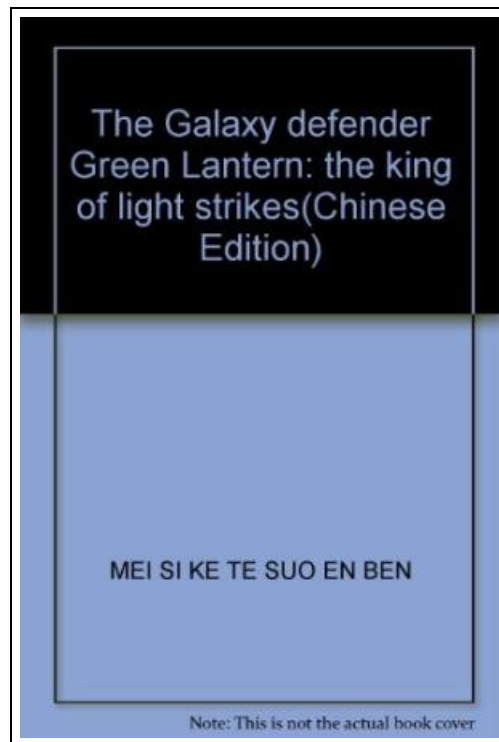 The Galaxy defender
Green Lantern: the king
of light strikes(Chinese
Edition)
MEI SI KE TE SUO EN BEN
Note: This is not the actual book cover